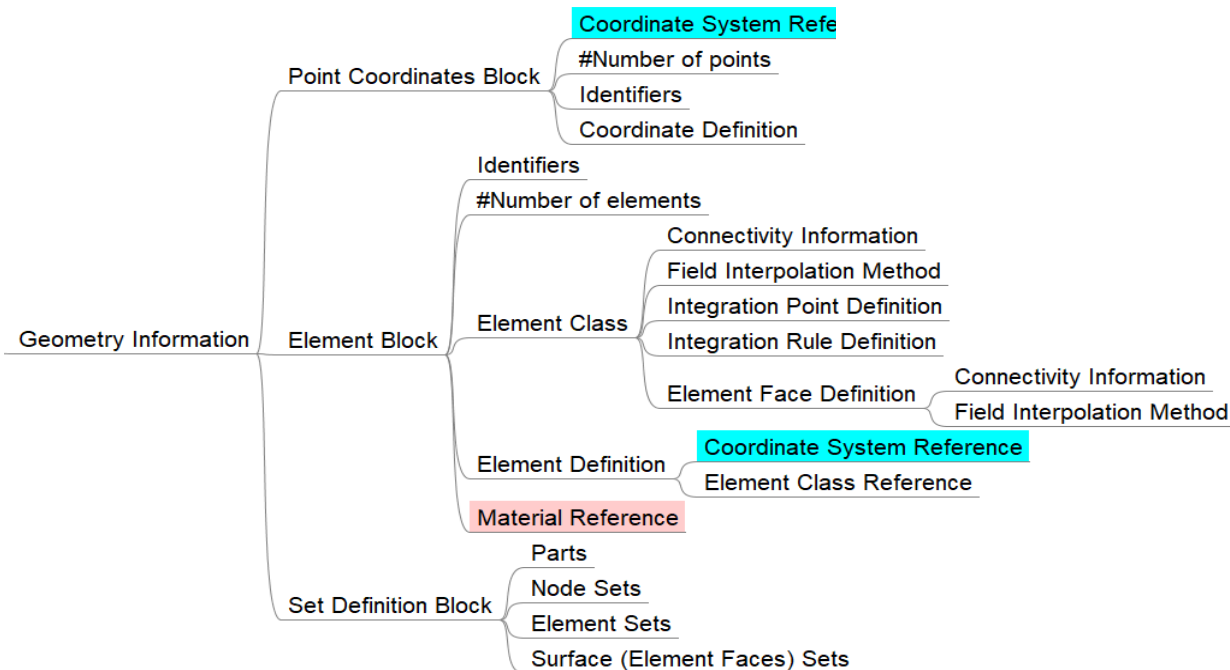 Coordinate System Refe
#Number of points
Point Coordinates Block
Identifiers
Coordinate Definition
Identifiers
#Number of elements
Connectivity Information
Field Interpolation Method
Integration Point Definition
Element Class
Integration Rule Definition
Geometry Information
Element Block
Element Face Definition
Connectivity Information
Field Interpolation Method
Coordinate System Reference
Element Definition
Element Class Reference
Material Reference
Parts
Node Sets
Set Definition Block
Element Sets
Surface (Element Faces) Sets